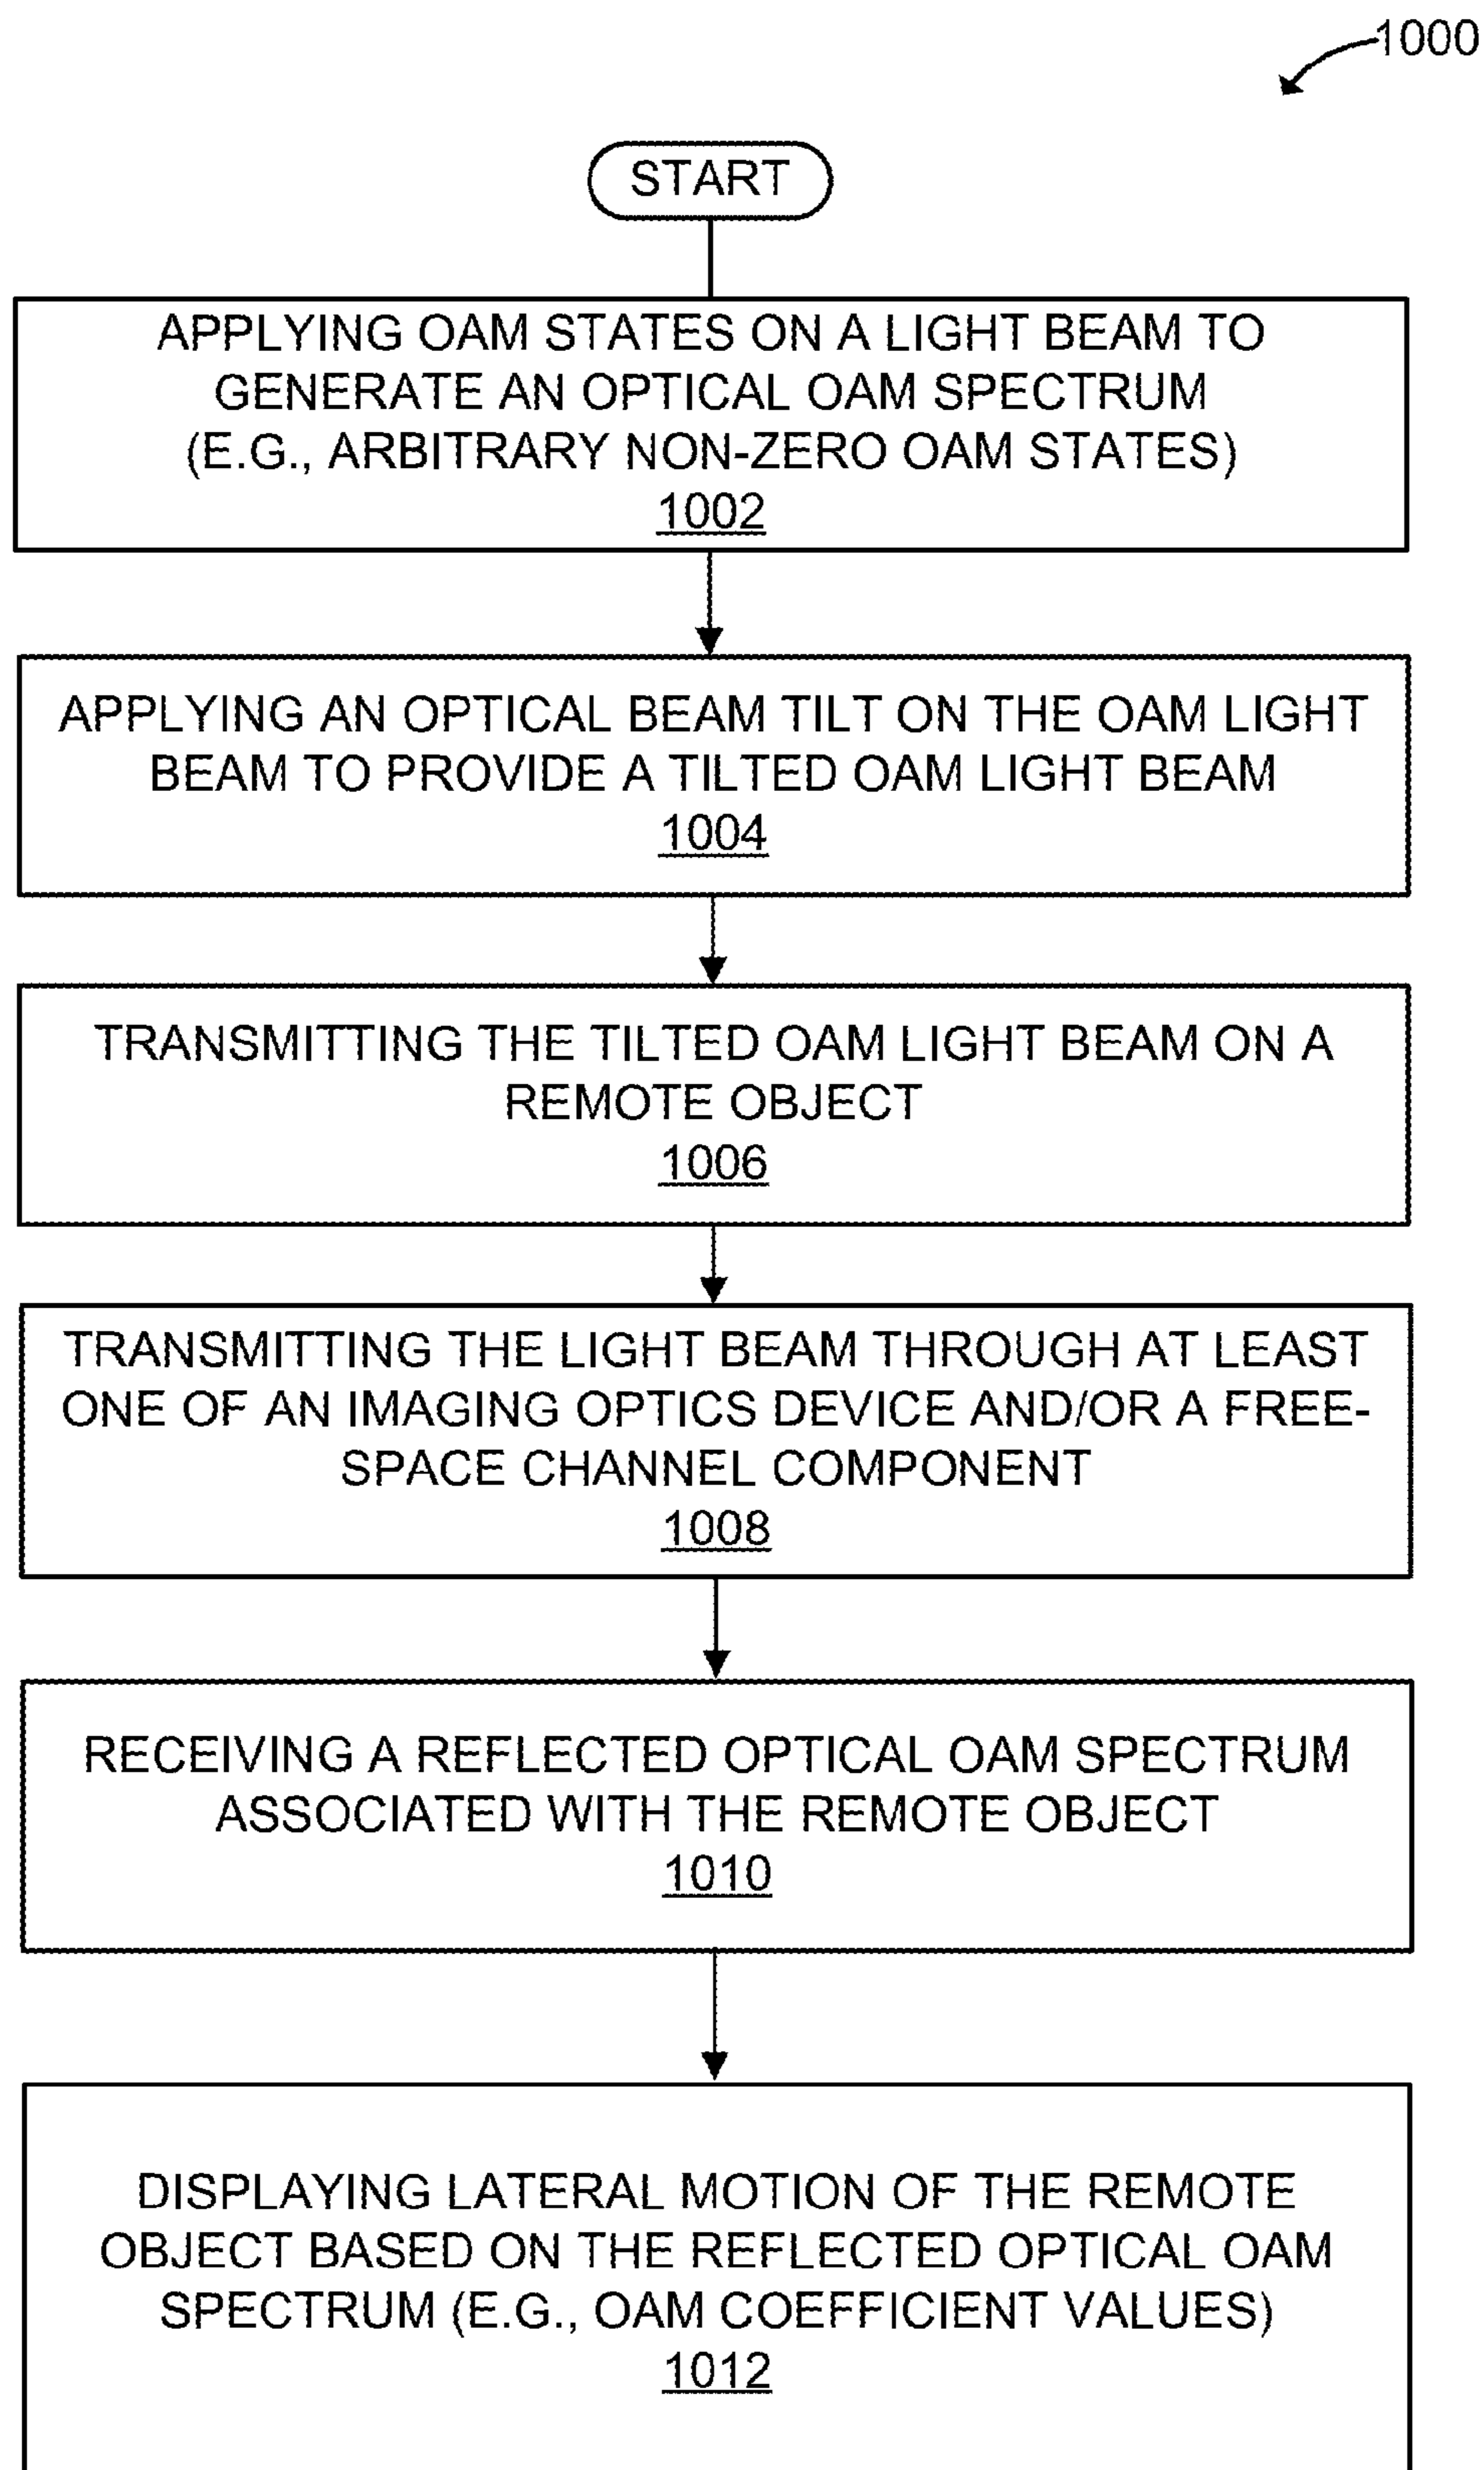 1000
START
APPLYING OAM STATES ON A LIGHT BEAM TO
GENERATE AN OPTICAL OAM SPECTRUM
(E.G., ARBITRARY NON-ZERO OAM STATES)
1002
APPLYING AN OPTICAL BEAM TILT ON THE OAM LIGHT
BEAM TO PROVIDE A TILTED OAM LIGHT BEAM
1004
TRANSMITTING THE TILTED OAM LIGHT BEAM ON A
REMOTE OBJECT
1006
TRANSMITTING THE LIGHT BEAM THROUGH AT LEAST
ONE OF AN IMAGING OPTICS DEVICE AND/OR A FREE-
SPACE CHANNEL COMPONENT
1008
RECEIVING A REFLECTED OPTICAL OAM SPECTRUM
ASSOCIATED WITH THE REMOTE OBJECT
1010
DISPLAYING LATERAL MOTION OF THE REMOTE
OBJECT BASED ON THE REFLECTED OPTICAL OAM
SPECTRUM (E.G., OAM COEFFICIENT VALUES)
1012